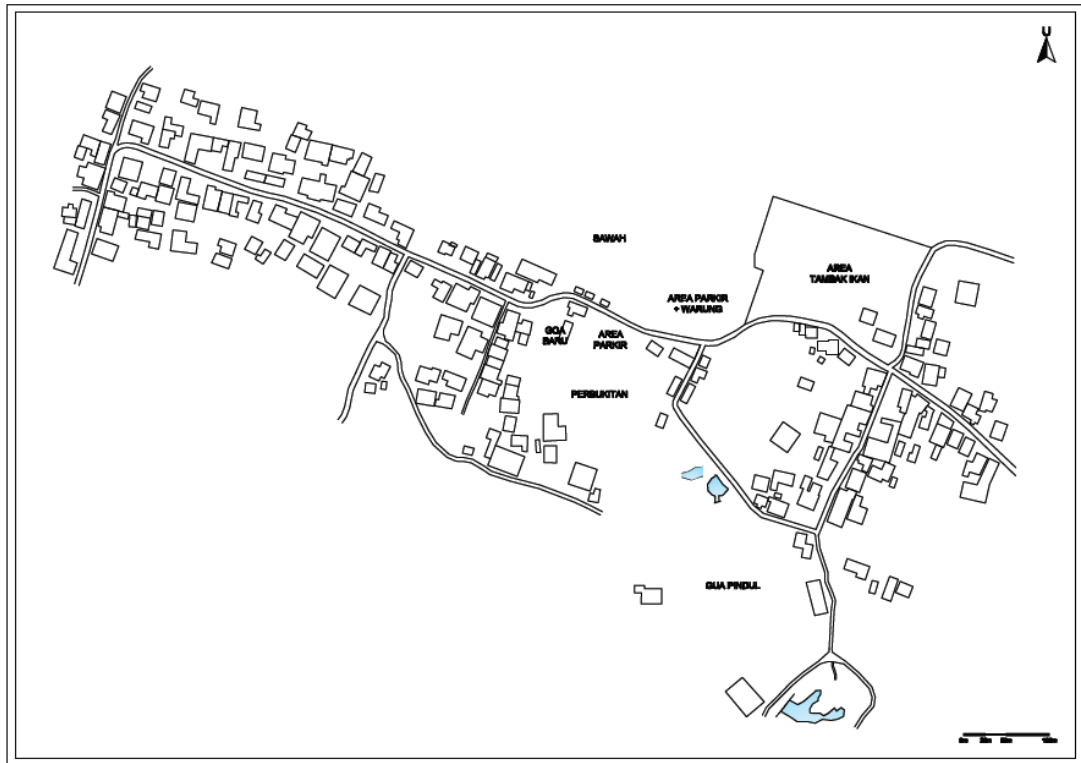 U
SAWAH
AREA
TAMBAK IKAN
AREA PARKIR
+ WARUNG
GOA
BARU
AREA
PARKIR
PERBUKITAN
GUA PINDUL